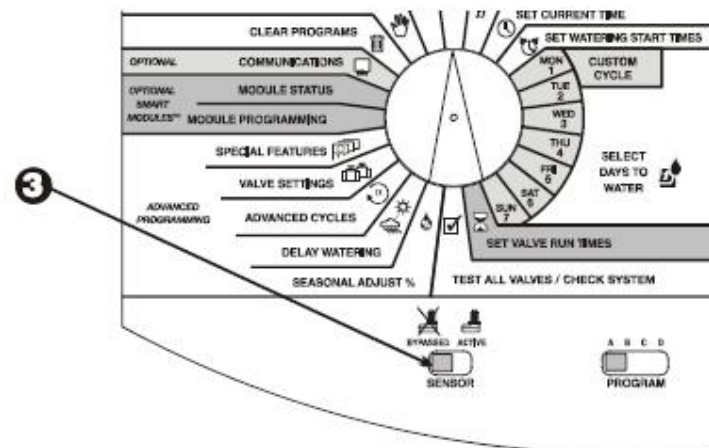 SET CURRENT TIME
CLEAR PROGRAMS
SET WATERING START TIMES
OPTIONAL
COMMUNICATIONS
MON
1
CUSTOM
CYCLE
OPTIONAL
SMART
MODULES™
MODULE STATUS
TUE
2
MODULE PROGRAMMING
WED
3
SPECIAL FEATURES
THU
4
SELECT
DAYS TO
WATER
3
VALVE SETTINGS
FRI
5
ADVANCED
PROGRAMMING
ADVANCED CYCLES
SAT
6
SUN
7
DELAY WATERING
SET VALVE RUN TIMES
SEASONAL ADJUST %
TEST ALL VALVES / CHECK SYSTEM
BYPASSED ACTIVE
A B C D
SENSOR
PROGRAM